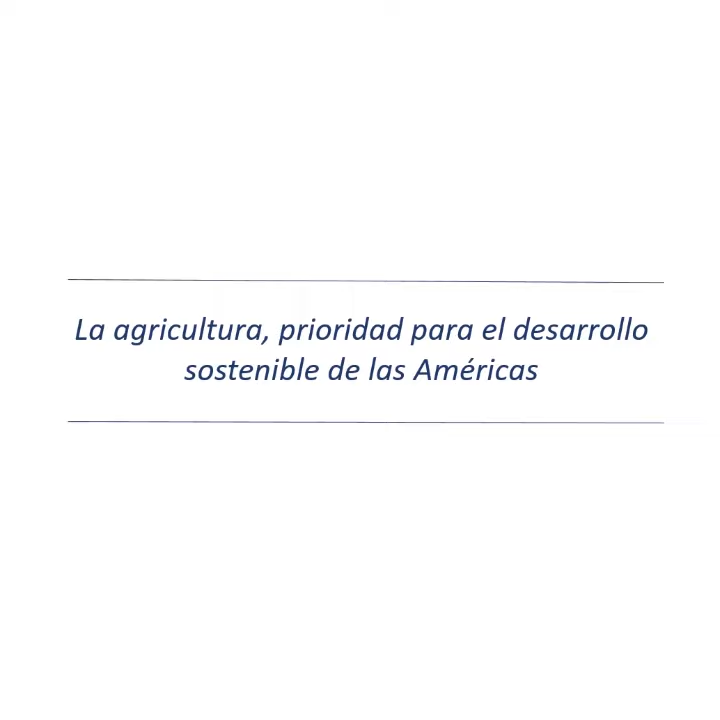 La agricultura, prioridad para el desarrollo
sostenible de las Américas